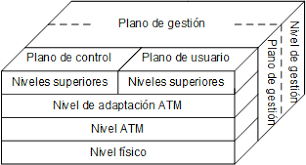 Plano de gestión
Plano de control
Plano de usuario
Niveles superiores
Niveles superiores
Nivel de adaptación ATM
Nivel ATM
Nivel físico
Plano de gestión
Nivel de gestión